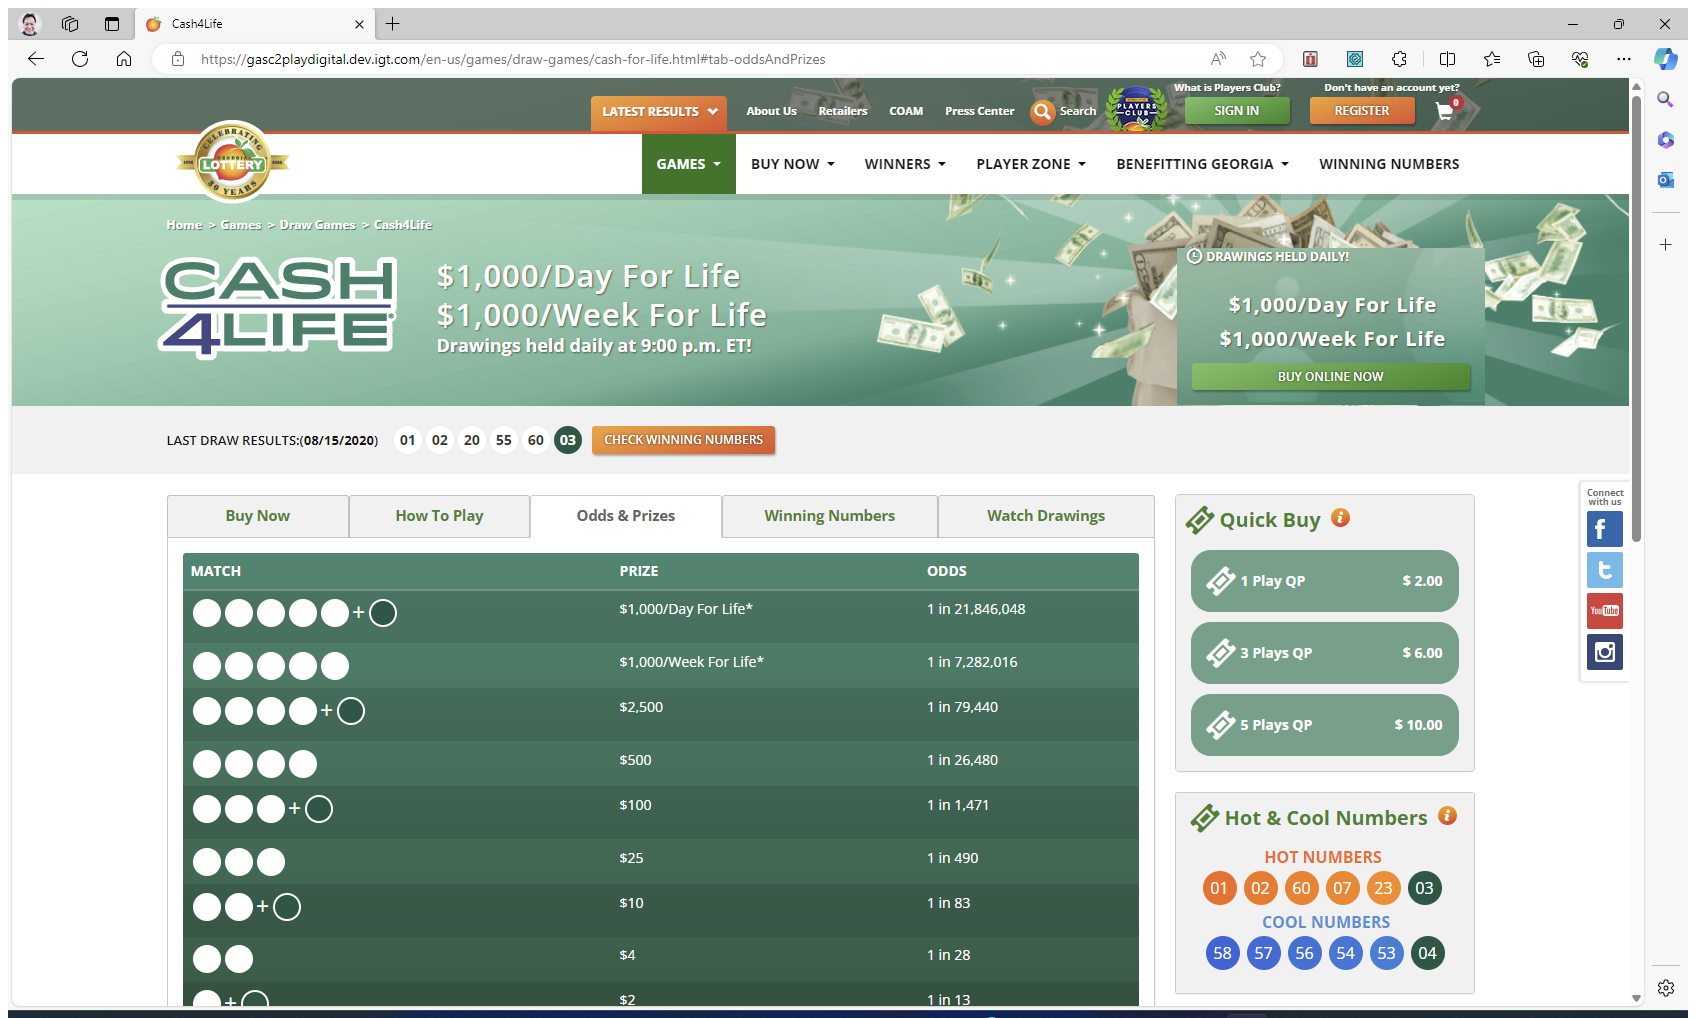 Cash4Life
https://gasc2playdigital.dev.igt.com/en-us/games/draw-games/cash-for-life.html#tab-oddsAndPrizes
What is Players Club?
Don't have an account yet?
LATEST RESULTS
About Us
Retailers
COAM
Press Center
Search
PLAYERS
CLUB
SIGN IN
REGISTER
0
CELEBRATING
GEORGIA
LOTTERY
30 YEARS
GAMES
BUY NOW
WINNERS
PLAYER ZONE
BENEFITTING GEORGIA
WINNING NUMBERS
Home > Games > Draw Games > Cash4Life
CASH
4LIFE®
$1,000/Day For Life
$1,000/Week For Life
Drawings held daily at 9:00 p.m. ET!
DRAWINGS HELD DAILY!
$1,000/Day For Life
$1,000/Week For Life
BUY ONLINE NOW
LAST DRAW RESULTS:(08/15/2020) 01 02 20 55 60 03 CHECK WINNING NUMBERS
Connect
with us
YouTube
Buy Now
How To Play
Odds & Prizes
Winning Numbers
Watch Drawings
MATCH PRIZE ODDS
+ $1,000/Day For Life* 1 in 21,846,048
$1,000/Week For Life* 1 in 7,282,016
+ $2,500 1 in 79,440
$500 1 in 26,480
+ $100 1 in 1,471
$25 1 in 490
+ $10 1 in 83
$4 1 in 28
+ $2 1 in 13
Quick Buy
1 Play QP $ 2.00
3 Plays QP $ 6.00
5 Plays QP $ 10.00
Hot & Cool Numbers
HOT NUMBERS
01 02 60 07 23 03
COOL NUMBERS
58 57 56 54 53 04